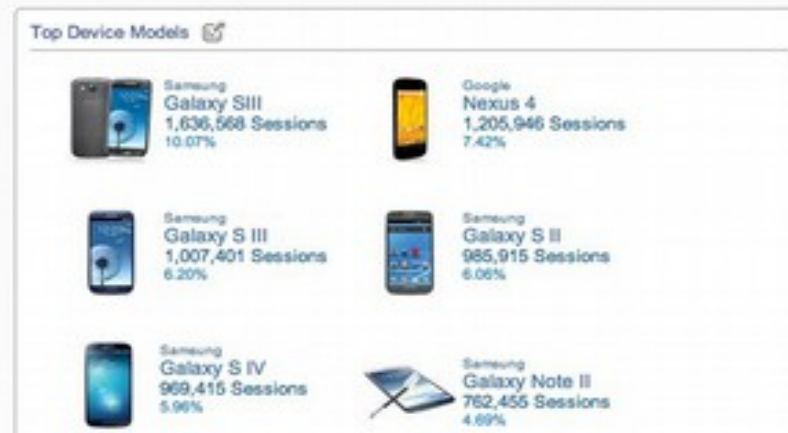 Top Device Models
Samsung
Galaxy SIII
1,636,568 Sessions
10.07%
Google
Nexus 4
1,205,946 Sessions
7.42%
Samsung
Galaxy S III
1,007,401 Sessions
6.20%
Samsung
Galaxy S II
985,915 Sessions
6.06%
Samsung
Galaxy S IV
969,415 Sessions
5.96%
Samsung
Galaxy Note II
762,455 Sessions
4.69%